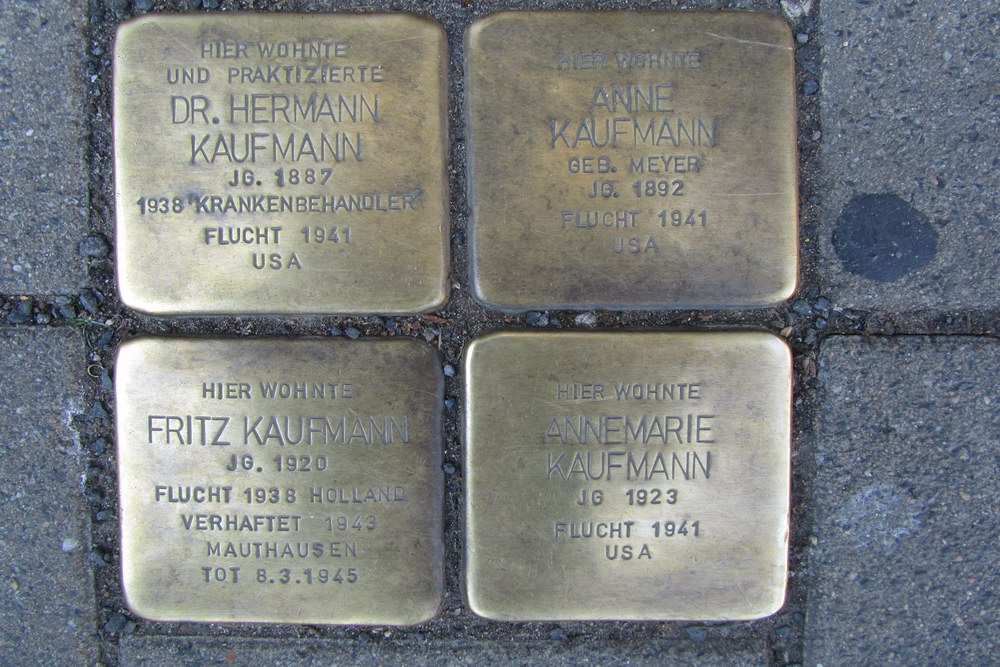 HIER WOHNTE
UND PRAKTIZIERTE
DR. HERMANN
KAUFMANN
JG. 1887
1938 'KRANKENBEHANDLER'
FLUCHT 1941
USA
HIER WOHNTE
ANNE
KAUFMANN
GEB. MEYER
JG. 1892
FLUCHT 1941
USA
HIER WOHNTE
FRITZ KAUFMANN
JG. 1920
FLUCHT 1938 HOLLAND
VERHAFTET 1943
MAUTHAUSEN
TOT 8.3.1945
HIER WOHNTE
ANNEMARIE
KAUFMANN
JG 1923
FLUCHT 1941
USA